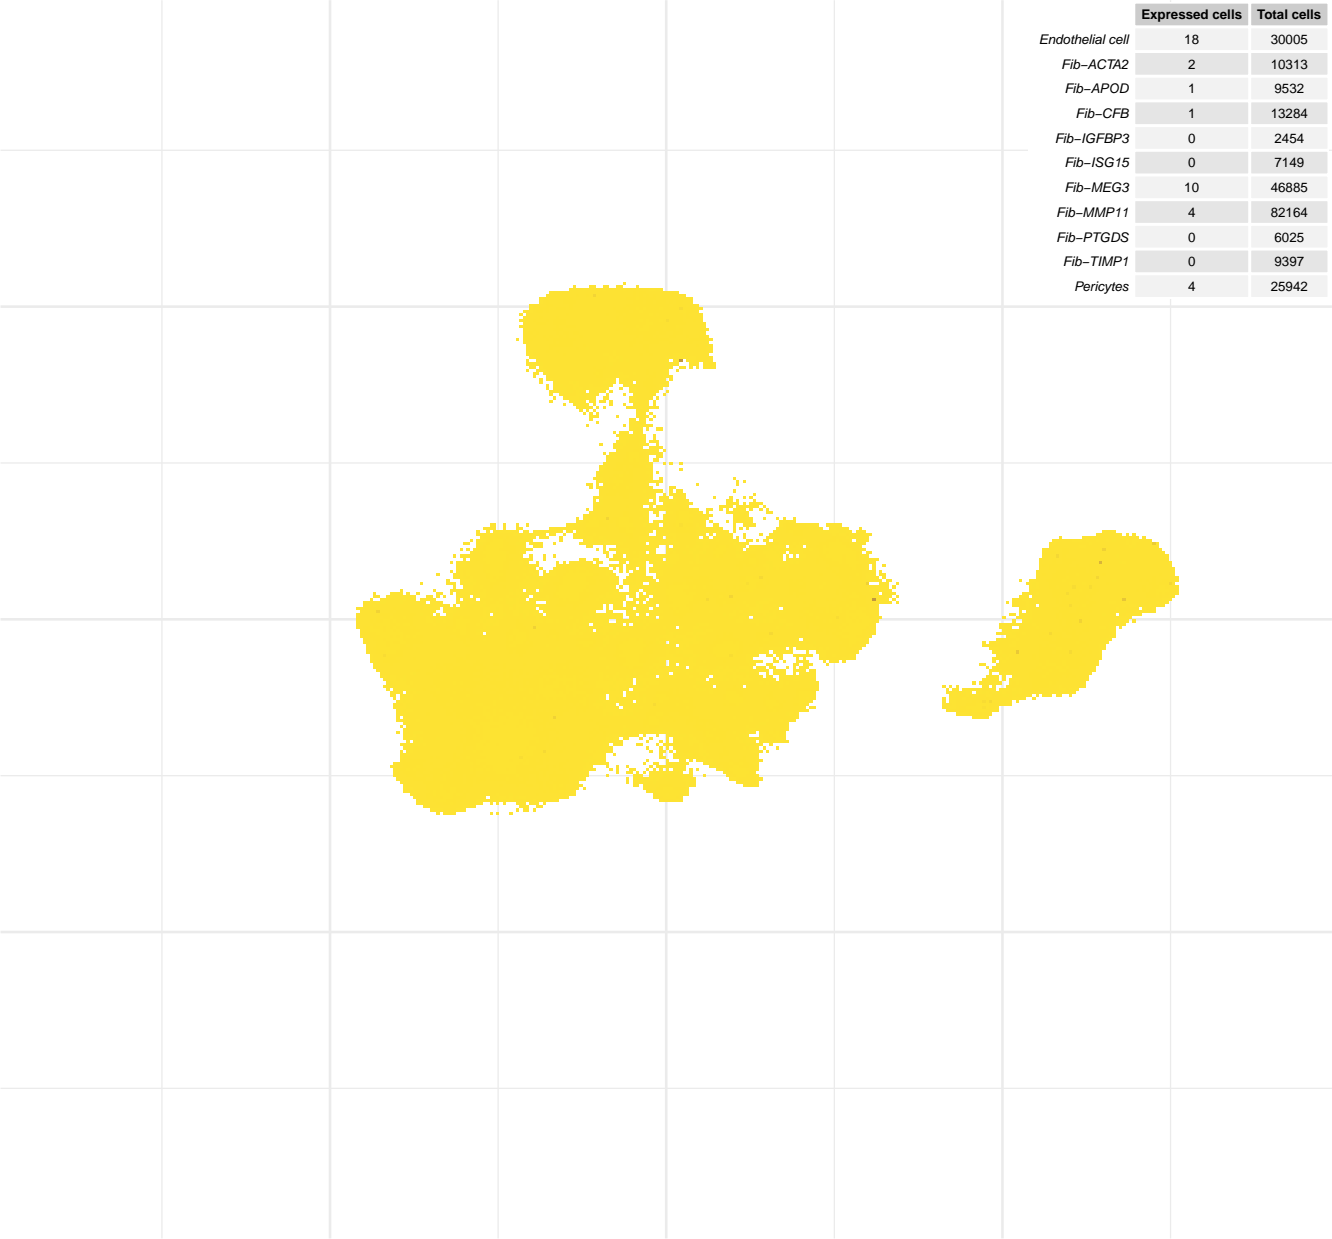 Expressed cells Total cells
Endothelial cell 18 30005
Fib−ACTA2 2 10313
Fib−APOD 1 9532
Fib−CFB 1 13284
Fib−IGFBP3 0 2454
Fib−ISG15 0 7149
Fib−MEG3 10 46885
Fib−MMP11 4 82164
Fib−PTGDS 0 6025
Fib−TIMP1 0 9397
Pericytes 4 25942